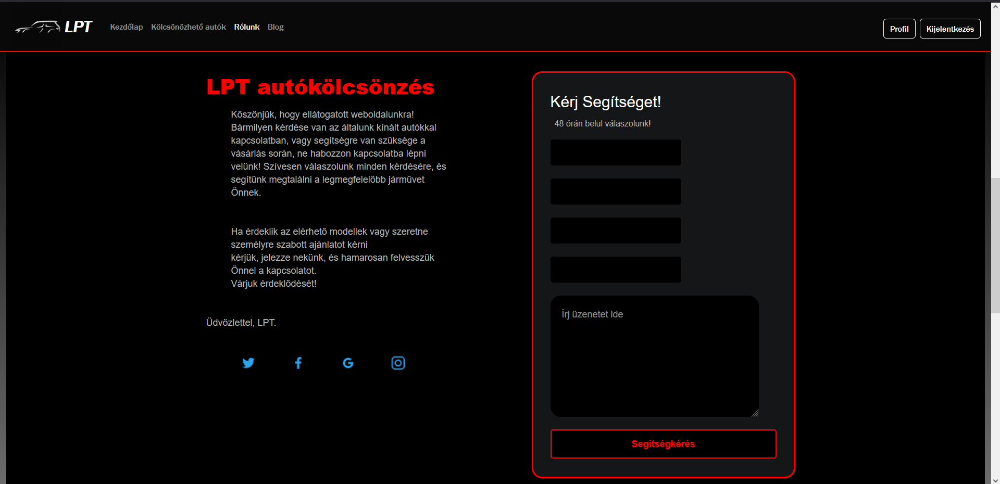 LPT
Kezdőlap Kölcsönözhető autók Rólunk Blog
Profil Kijelentkezés
LPT autókölcsönzés
Köszönjük, hogy ellátogatott weboldalunkra!
Bármilyen kérdése van az általunk kínált autókkal
kapcsolatban, vagy segítségre van szüksége a
vásárlás során, ne habozzon kapcsolatba lépni
velünk! Szívesen válaszolunk minden kérdésére, és
segítünk megtalálni a legmegfelelőbb járművet
Önnek.
Ha érdeklik az elérhető modellek vagy szeretne
személyre szabott ajánlatot kérni
kérjük, jelezze nekünk, és hamarosan felvesszük
Önnel a kapcsolatot.
Várjuk érdeklődését!
Üdvözlettel, LPT.
Kérj Segítséget!
48 órán belül válaszolunk!
Írj üzenetet ide
Segítségkérés